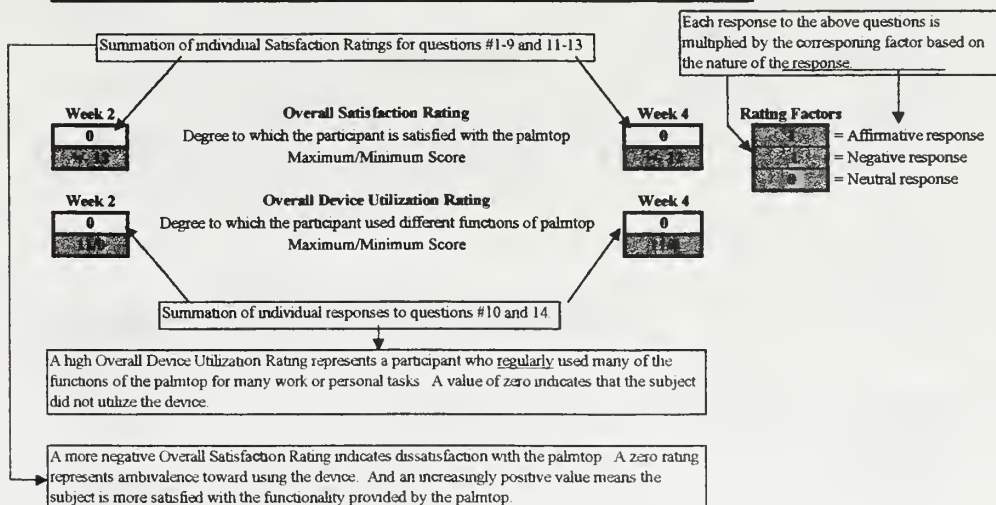 Each response to the above questions is
multiplied by the corresponing factor based on
the nature of the response.
Summation of individual Satisfaction Ratings for questions #1-9 and 11-13
Week 2
Overall Satisfaction Rating
Week 4
Rating Factors
0
Degree to which the participant is satisfied with the palmtop
0
= Affirmative response
Maximum/Minimum Score
= Negative response
0
= Neutral response
Week 2
Overall Device Utilization Rating
Week 4
0
Degree to which the participant used different functions of palmtop
0
11/0
Maximum/Minimum Score
Summation of individual responses to questions #10 and 14
A high Overall Device Utilization Rating represents a participant who regularly used many of the
functions of the palmtop for many work or personal tasks A value of zero indicates that the subject
did not utilize the device.
A more negative Overall Satisfaction Rating indicates dissatisfaction with the palmtop A zero rating
represents ambivalence toward using the device. And an increasingly positive value means the
subject is more satisfied with the functionality provided by the palmtop.